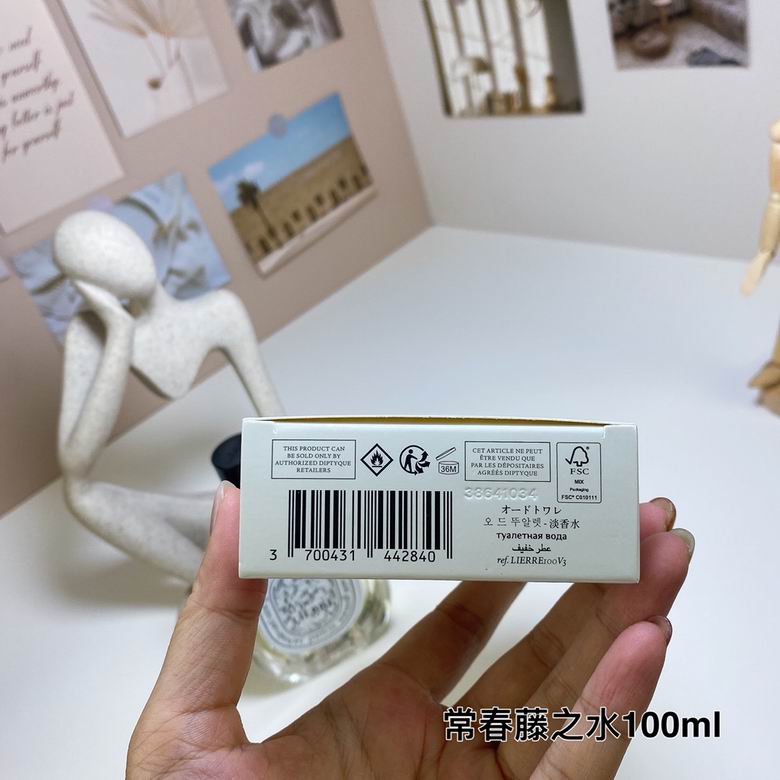 THIS PRODUCT CAN
BE SOLD ONLY BY
AUTHORIZED DIPTYQUE
RETAILERS
36M
CET ARTICLE NE PEUT
ÊTRE VENDU QUE
PAR LES DÉPOSITAIRES
AGRÉÉS DIPTYQUE
FSC
MIX
Packaging
FSC® C010111
38641034
3 700431 442840
オードトワレ
오 드 뚜알렛 - 淡香水
туалетная вода
عطر خفيف
ref. LIERRE100V3
常春藤之水100ml